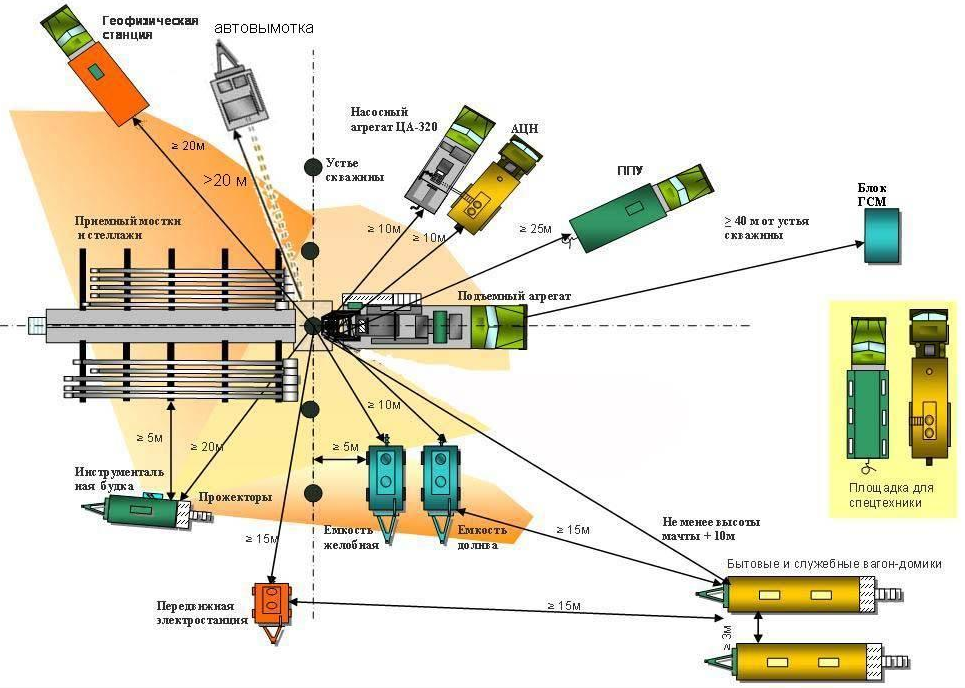 Геофизическая
станция
автовымотка
≥ 20м
>20 м
Устье
скважины
Насосный
агрегат ЦА-320
АЦН
ППУ
Блок
ГСМ
≥ 10м
≥ 10м
≥ 25м
≥ 40 м от устья
скважины
Приемный мостки
и стеллажи
Подъемный агрегат
≥ 10м
≥ 5м
≥ 20м
≥ 5м
Инструменталь
ная будка
Прожекторы
≥ 15м
Емкость
желобная
Емкость
долива
≥ 15м
Не менее высоты
мачты + 10м
Площадка для
спецтехники
Бытовые и служебные вагон-домики
Передвижная
электростанция
≥ 15м
≥ 3м